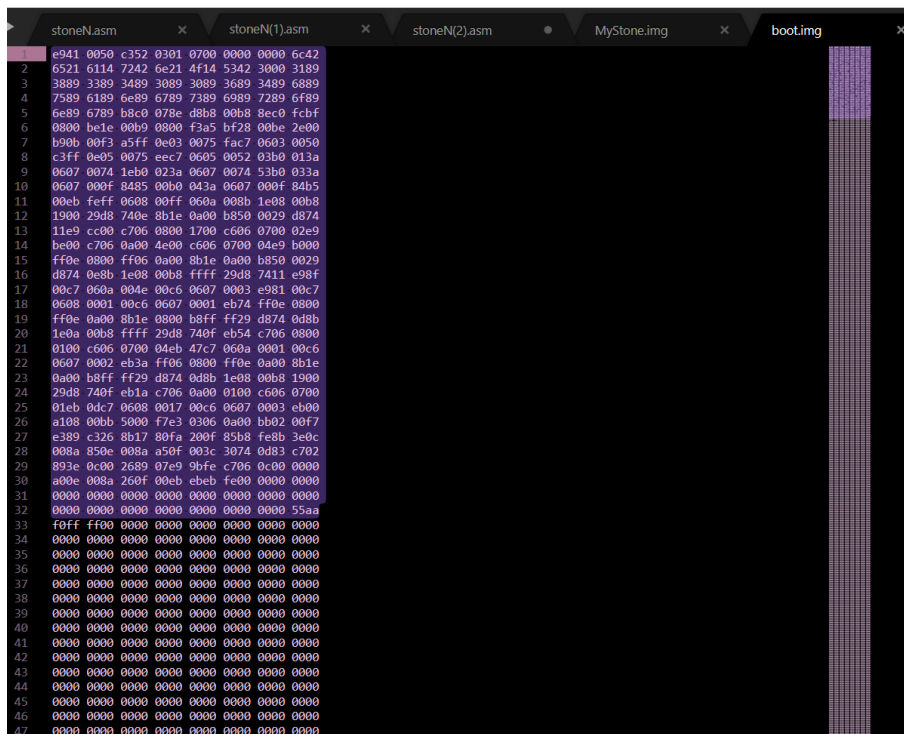 stoneN.asm × stoneN(1).asm × stoneN(2).asm ● MyStone.img × boot.img ×
1 e941 0050 c352 0301 0700 0000 0000 6c42
2 6521 6114 7242 6e21 4f14 5342 3000 3189
3 3889 3389 3489 3089 3089 3689 3489 6889
4 7589 6189 6e89 6789 7389 6989 7289 6f89
5 6e89 6789 b8c0 078e d8b8 00b8 8ec0 fcbf
6 0800 be1e 00b9 0800 f3a5 bf28 00be 2e00
7 b90b 00f3 a5ff 0e03 0075 fac7 0603 0050
8 c3ff 0e05 0075 eec7 0605 0052 03b0 013a
9 0607 0074 1eb0 023a 0607 0074 53b0 033a
10 0607 000f 8485 00b0 043a 0607 000f 84b5
11 00eb feff 0608 00ff 060a 008b 1e08 00b8
12 1900 29d8 740e 8b1e 0a00 b850 0029 d874
13 11e9 cc00 c706 0800 1700 c606 0700 02e9
14 be00 c706 0a00 4e00 c606 0700 04e9 b000
15 ff0e 0800 ff06 0a00 8b1e 0a00 b850 0029
16 d874 0e8b 1e08 00b8 ffff 29d8 7411 e98f
17 00c7 060a 004e 00c6 0607 0003 e981 00c7
18 0608 0001 00c6 0607 0001 eb74 ff0e 0800
19 ff0e 0a00 8b1e 0800 b8ff ff29 d874 0d8b
20 1e0a 00b8 ffff 29d8 740f eb54 c706 0800
21 0100 c606 0700 04eb 47c7 060a 0001 00c6
22 0607 0002 eb3a ff06 0800 ff0e 0a00 8b1e
23 0a00 b8ff ff29 d874 0d8b 1e08 00b8 1900
24 29d8 740f eb1a c706 0a00 0100 c606 0700
25 01eb 0dc7 0608 0017 00c6 0607 0003 eb00
26 a108 00bb 5000 f7e3 0306 0a00 bb02 00f7
27 e389 c326 8b17 80fa 200f 85b8 fe8b 3e0c
28 008a 850e 008a a50f 003c 3074 0d83 c702
29 893e 0c00 2689 07e9 9bfe c706 0c00 0000
30 a00e 008a 260f 00eb ebeb fe00 0000 0000
31 0000 0000 0000 0000 0000 0000 0000 0000
32 0000 0000 0000 0000 0000 0000 0000 55aa
33 f0ff ff00 0000 0000 0000 0000 0000 0000
34 0000 0000 0000 0000 0000 0000 0000 0000
35 0000 0000 0000 0000 0000 0000 0000 0000
36 0000 0000 0000 0000 0000 0000 0000 0000
37 0000 0000 0000 0000 0000 0000 0000 0000
38 0000 0000 0000 0000 0000 0000 0000 0000
39 0000 0000 0000 0000 0000 0000 0000 0000
40 0000 0000 0000 0000 0000 0000 0000 0000
41 0000 0000 0000 0000 0000 0000 0000 0000
42 0000 0000 0000 0000 0000 0000 0000 0000
43 0000 0000 0000 0000 0000 0000 0000 0000
44 0000 0000 0000 0000 0000 0000 0000 0000
45 0000 0000 0000 0000 0000 0000 0000 0000
46 0000 0000 0000 0000 0000 0000 0000 0000
47 0000 0000 0000 0000 0000 0000 0000 0000